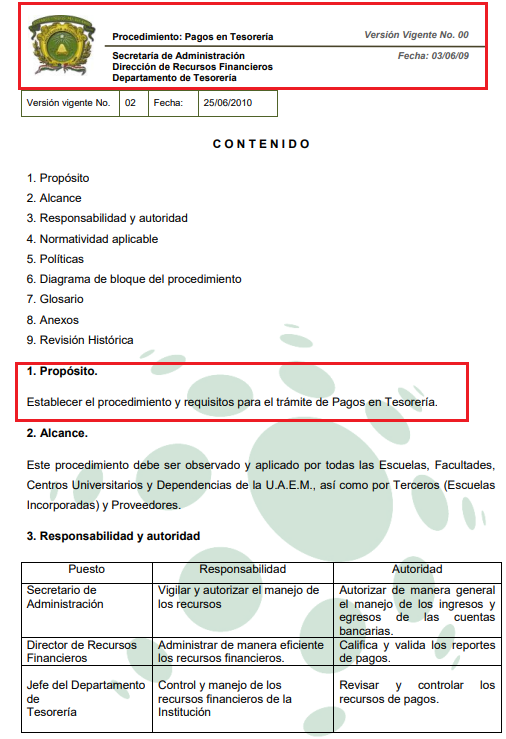 Procedimiento: Pagos en Tesorería
Versión Vigente No. 00
Secretaría de Administración
Fecha: 03/06/09
Dirección de Recursos Financieros
Departamento de Tesorería
Versión vigente No. 02 Fecha: 25/06/2010
C O N T E N I D O
1. Propósito
2. Alcance
3. Responsabilidad y autoridad
4. Normatividad aplicable
5. Políticas
6. Diagrama de bloque del procedimiento
7. Glosario
8. Anexos
9. Revisión Histórica
1. Propósito.
Establecer el procedimiento y requisitos para el trámite de Pagos en Tesorería.
2. Alcance.
Este procedimiento debe ser observado y aplicado por todas las Escuelas, Facultades,
Centros Universitarios y Dependencias de la U.A.E.M., así como por Terceros (Escuelas
Incorporadas) y Proveedores.
3. Responsabilidad y autoridad
Puesto Responsabilidad Autoridad
Secretario de
Administración
Vigilar y autorizar el manejo de
los recursos
Autorizar de manera general
el manejo de los ingresos y
egresos de las cuentas
bancarias.
Director de Recursos
Financieros
Administrar de manera eficiente
los recursos financieros.
Califica y valida los reportes
de pagos.
Jefe del Departamento
de
Tesorería
Control y manejo de los
recursos financieros de la
Institución
Revisar y controlar los
recursos de pagos.